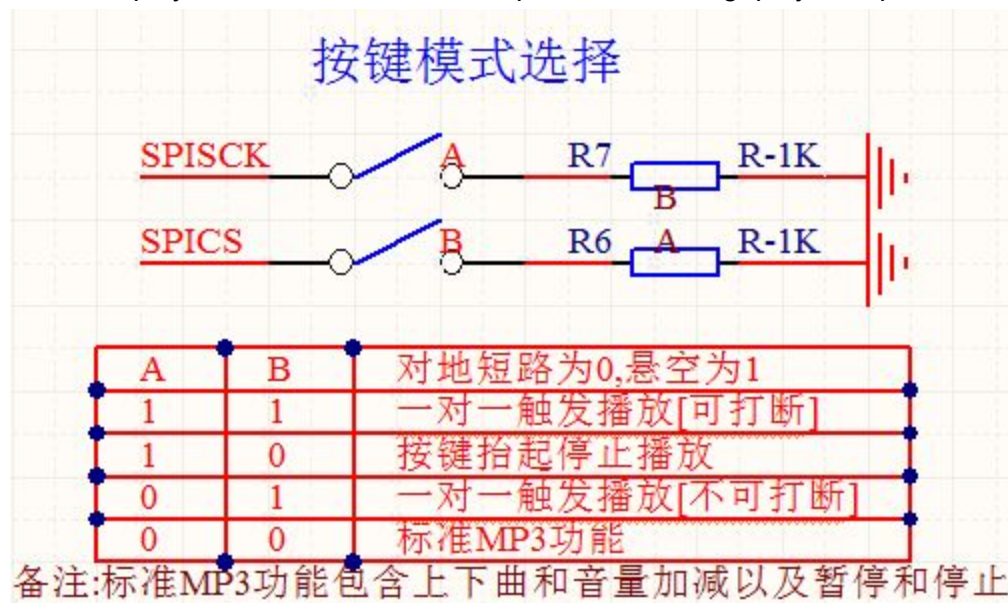 按键模式选择
SPISCK A R7 R-1K
B
SPICS B R6 A R-1K
A B 对地短路为0,悬空为1
1 1 一对一触发播放[可打断]
1 0 按键抬起停止播放
0 1 一对一触发播放[不可打断]
0 0 标准MP3功能
备注:标准MP3功能包含上下曲和音量加减以及暂停和停止